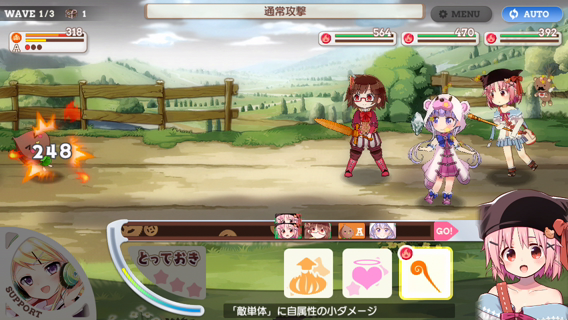 WAVE 1/3
1
通常攻撃
MENU
AUTO
318
564
470
392
A
248
A
GO!
とっておき
SUPPORT
「敵単体」に自属性の小ダメージ